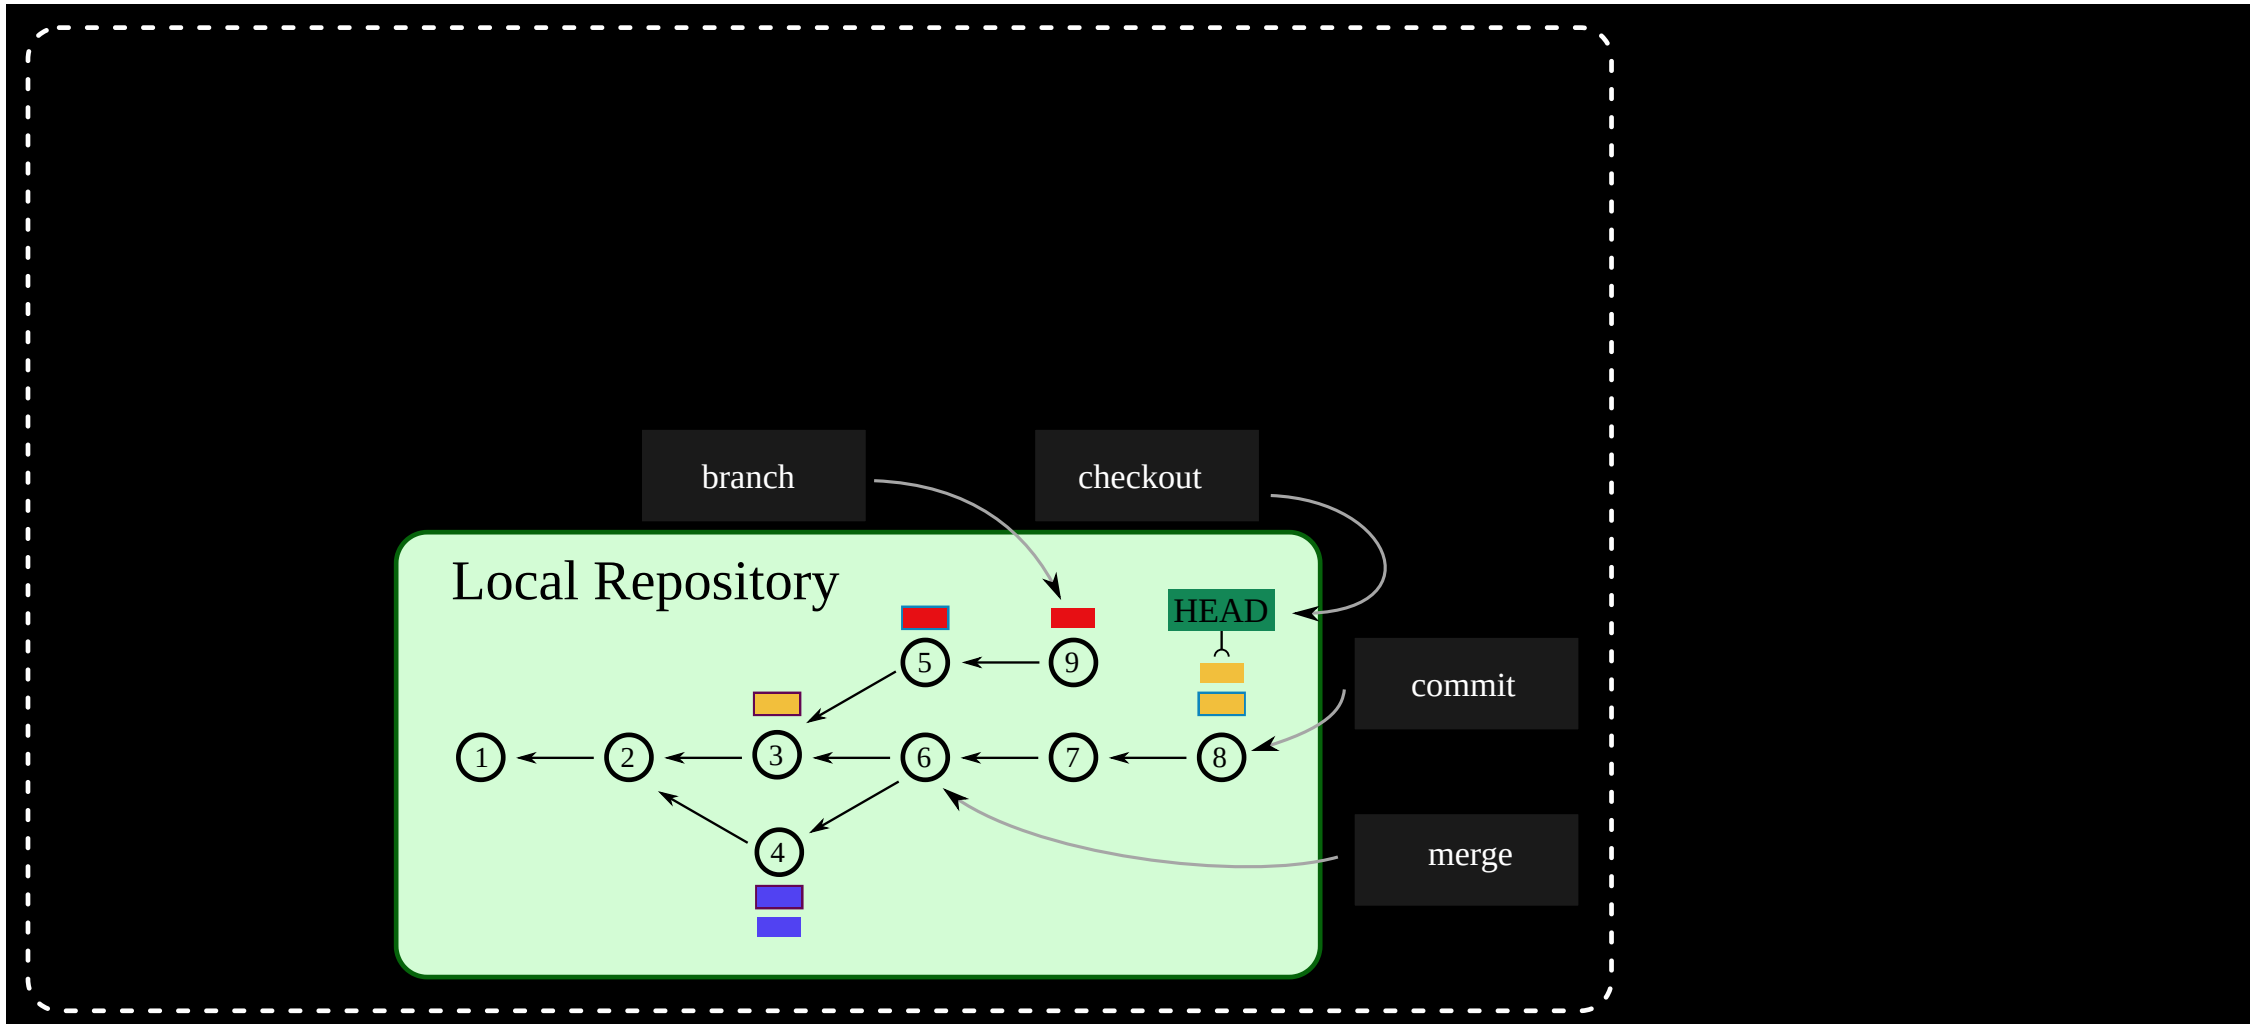 branch
checkout
Local Repository
HEAD
5
9
commit
1
2
3
6
7
8
4
merge